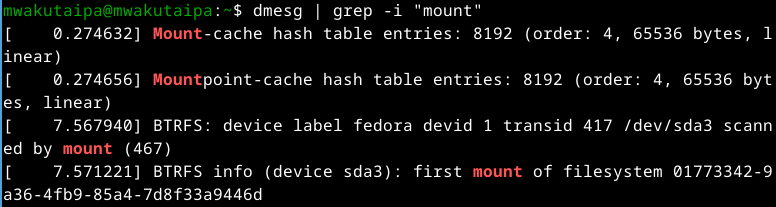 mwakutaipa@mwakutaipa:~$ dmesg | grep -i "mount"
[    0.274632] Mount-cache hash table entries: 8192 (order: 4, 65536 bytes, l
inear)
[    0.274656] Mountpoint-cache hash table entries: 8192 (order: 4, 65536 byt
es, linear)
[    7.567940] BTRFS: device label fedora devid 1 transid 417 /dev/sda3 scann
ed by mount (467)
[    7.571221] BTRFS info (device sda3): first mount of filesystem 01773342-9
a36-4fb9-85a4-7d8f33a9446d